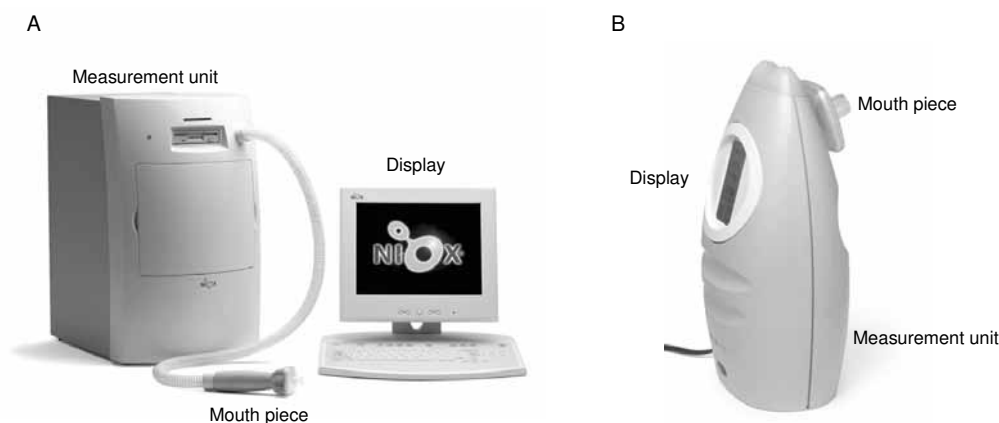 A
B
Measurement unit
Mouth piece
Display
Display
NIOX
Measurement unit
Mouth piece